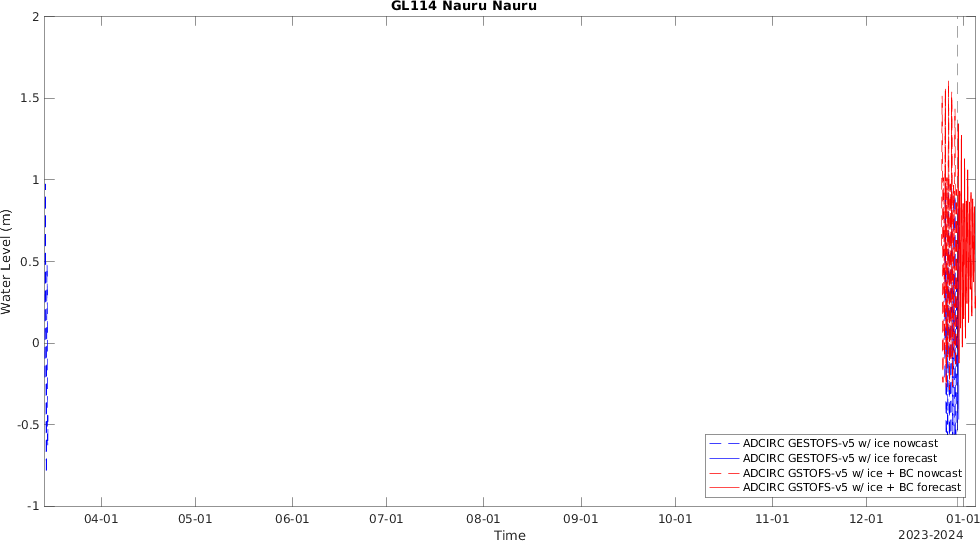 GL114 Nauru Nauru
2
1.5
1
0.5
0
-0.5
-1
Water Level (m)
ADCIRC GESTOFS-v5 w/ ice nowcast
ADCIRC GESTOFS-v5 w/ ice forecast
ADCIRC GSTOFS-v5 w/ ice + BC nowcast
ADCIRC GSTOFS-v5 w/ ice + BC forecast
04-01 05-01 06-01 07-01 08-01 09-01 10-01 11-01 12-01 01-01
Time
2023-2024